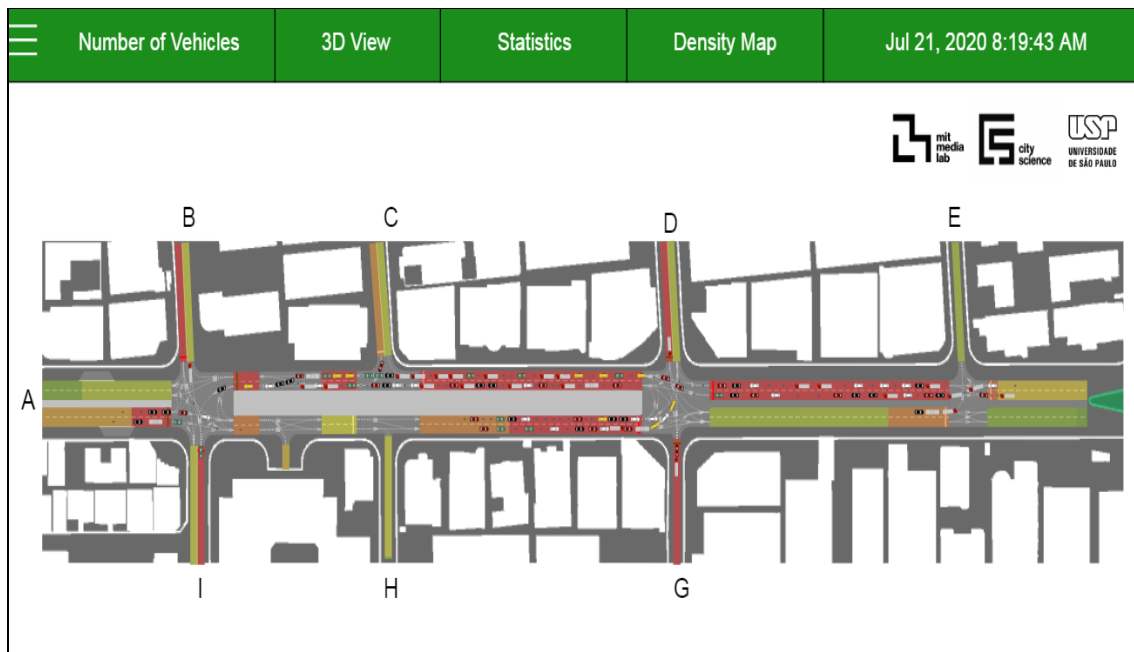 Number of Vehicles
3D View
Statistics
Density Map
Jul 21, 2020 8:19:43 AM
mit
media
lab
city
science
USP
UNIVERSIDADE
DE SÃO PAULO
B
C
D
E
A
I
H
G